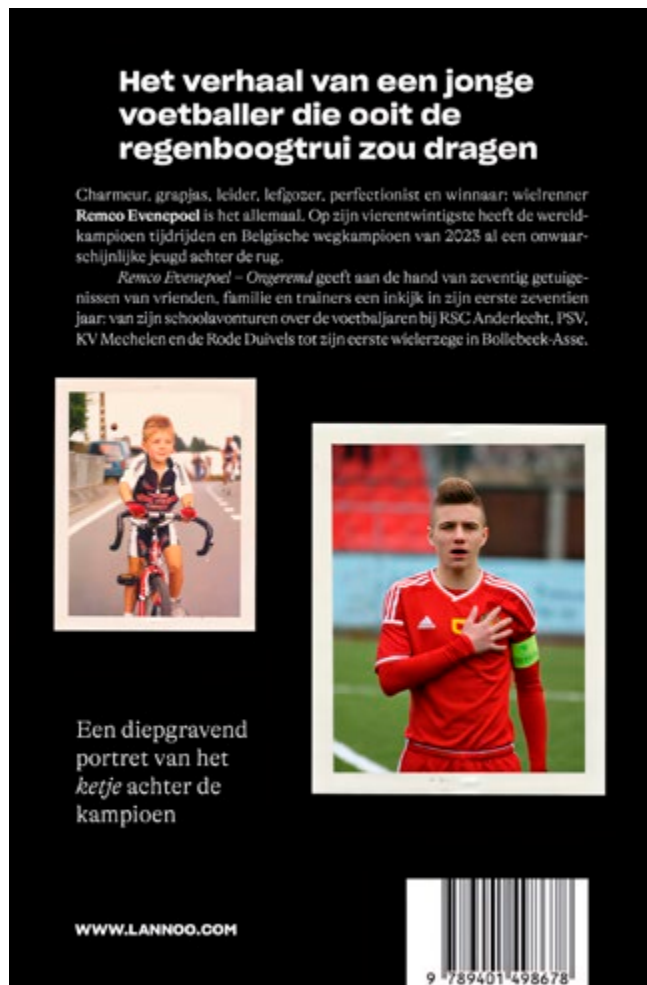 Het verhaal van een jonge
voetballer die ooit de
regenboogtrui zou dragen
Charmeur, grapjas, leider, lefgozer, perfectionist en winnaar: wielrenner
Remco Evenepoel is het allemaal. Op zijn vierentwintigste heeft de wereld-
kampioen tijdrijden en Belgische wegkampioen van 2023 al een onwaar-
schijnlijke jeugd achter de rug.
Remco Evenepoel – Ongeremd geeft aan de hand van zeventig getuige-
nissen van vrienden, familie en trainers een inkijk in zijn eerste zeventien
jaar: van zijn schoolavonturen over de voetbaljaren bij RSC Anderlecht, PSV,
KV Mechelen en de Rode Duivels tot zijn eerste wielerzege in Bollebeek-Asse.
Een diepgravend
portret van het
ketje achter de
kampioen
WWW.LANNOO.COM
9 789401 498678